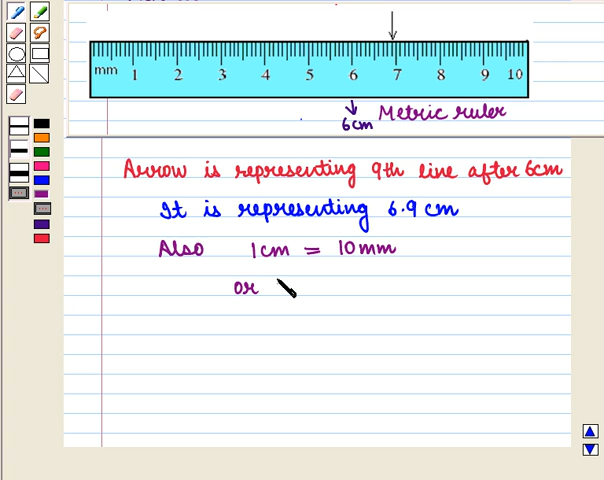 mm 1 2 3 4 5 6 7 8 9 10
6cm Metric ruler
Arrow is representing 9th line after 6cm
It is representing 6.9 cm
Also 1cm = 10mm
or